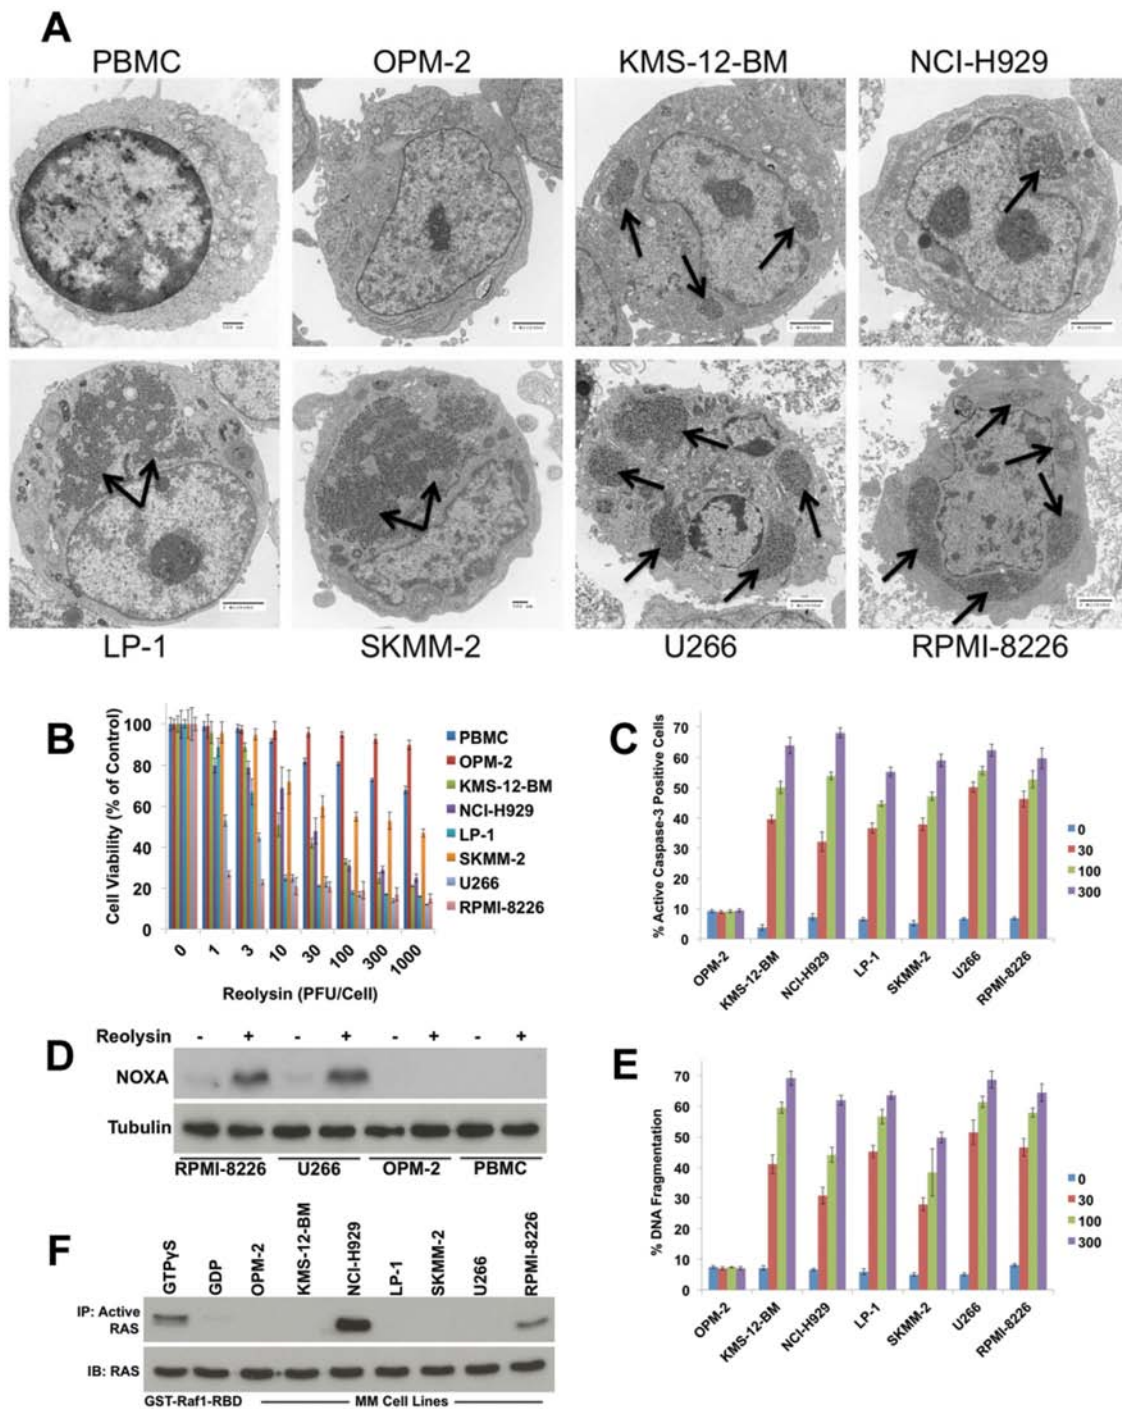 A
PBMC OPM-2 KMS-12-BM NCI-H929
LP-1 SKMM-2 U266 RPMI-8226
B
Cell Viability (% of Control)
100
80
60
40
20
0
0 1 3 10 30 100 300 1000
Reolysin (PFU/Cell)
PBMC
OPM-2
KMS-12-BM
NCI-H929
LP-1
SKMM-2
U266
RPMI-8226
C
% Active Caspase-3 Positive Cells
70
60
50
40
30
20
10
0
OPM-2 KMS-12-BM NCI-H929 LP-1 SKMM-2 U266 RPMI-8226
0
30
100
300
D
Reolysin - + - + - + - +
NOXA
Tubulin
RPMI-8226 U266 OPM-2 PBMC
E
% DNA Fragmentation
70
60
50
40
30
20
10
0
OPM-2 KMS-12-BM NCI-H929 LP-1 SKMM-2 U266 RPMI-8226
0
30
100
300
F
GTPγS GDP OPM-2 KMS-12-BM NCI-H929 LP-1 SKMM-2 U266 RPMI-8226
IP: Active
RAS
IB: RAS
GST-Raf1-RBD MM Cell Lines